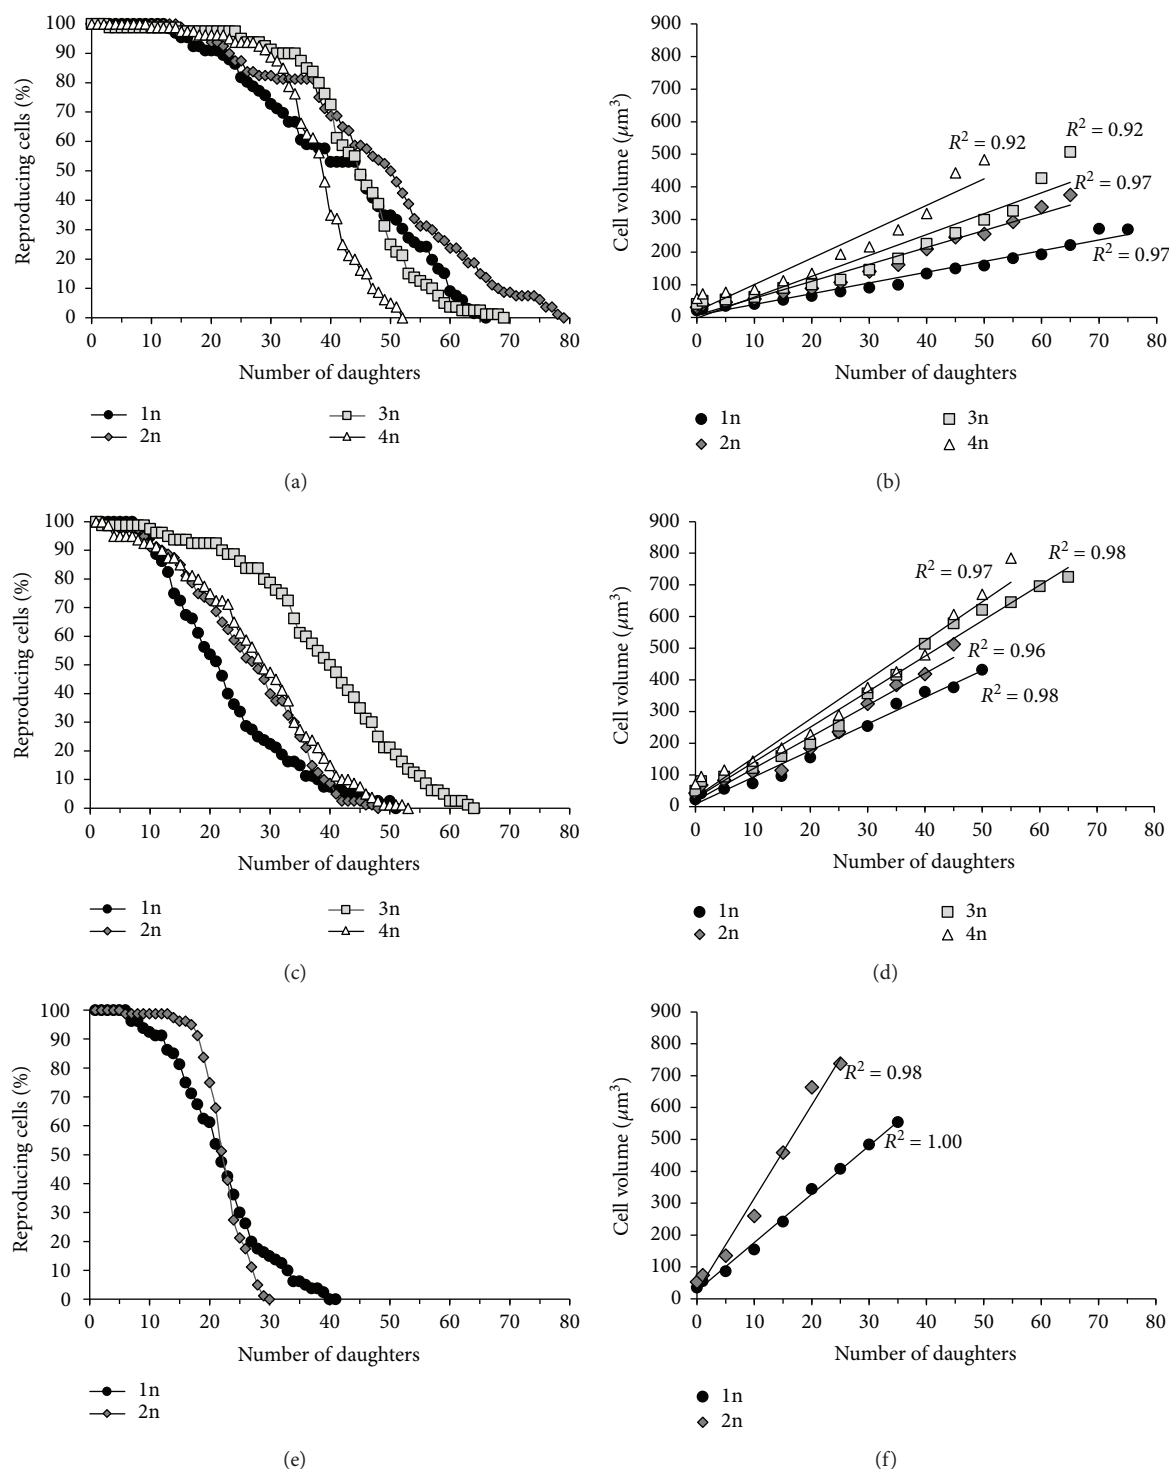 Reproducing cells (%)
100
90
80
70
60
50
40
30
20
10
0
0 10 20 30 40 50 60 70 80
Number of daughters
1n
2n
3n
4n
(a)
Cell volume (μm³)
900
800
700
600
500
400
300
200
100
0
R² = 0.92
R² = 0.92
R² = 0.97
R² = 0.97
0 10 20 30 40 50 60 70 80
Number of daughters
1n
2n
3n
4n
(b)
Reproducing cells (%)
100
90
80
70
60
50
40
30
20
10
0
0 10 20 30 40 50 60 70 80
Number of daughters
1n
2n
3n
4n
(c)
Cell volume (μm³)
900
800
700
600
500
400
300
200
100
0
R² = 0.98
R² = 0.97
R² = 0.96
R² = 0.98
0 10 20 30 40 50 60 70 80
Number of daughters
1n
2n
3n
4n
(d)
Reproducing cells (%)
100
90
80
70
60
50
40
30
20
10
0
0 10 20 30 40 50 60 70 80
Number of daughters
1n
2n
(e)
Cell volume (μm³)
900
800
700
600
500
400
300
200
100
0
R² = 0.98
R² = 1.00
0 10 20 30 40 50 60 70 80
Number of daughters
1n
2n
(f)